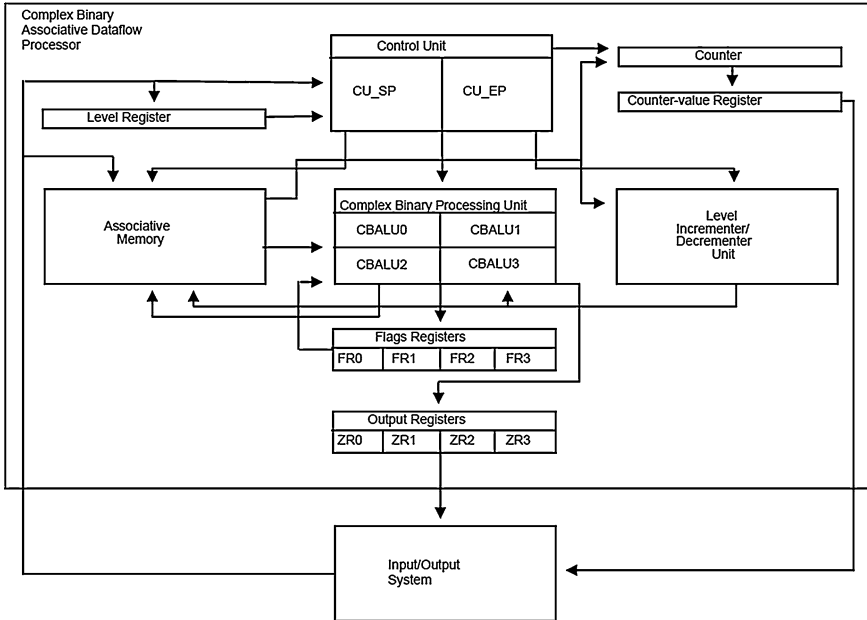 Complex Binary
Associative Dataflow
Processor
Control Unit
CU_SP
CU_EP
Counter
Counter-value Register
Level Register
Associative
Memory
Complex Binary Processing Unit
CBALU0
CBALU1
CBALU2
CBALU3
Level
Incrementer/
Decrementer
Unit
Flags Registers
FR0
FR1
FR2
FR3
Output Registers
ZR0
ZR1
ZR2
ZR3
Input/Output
System